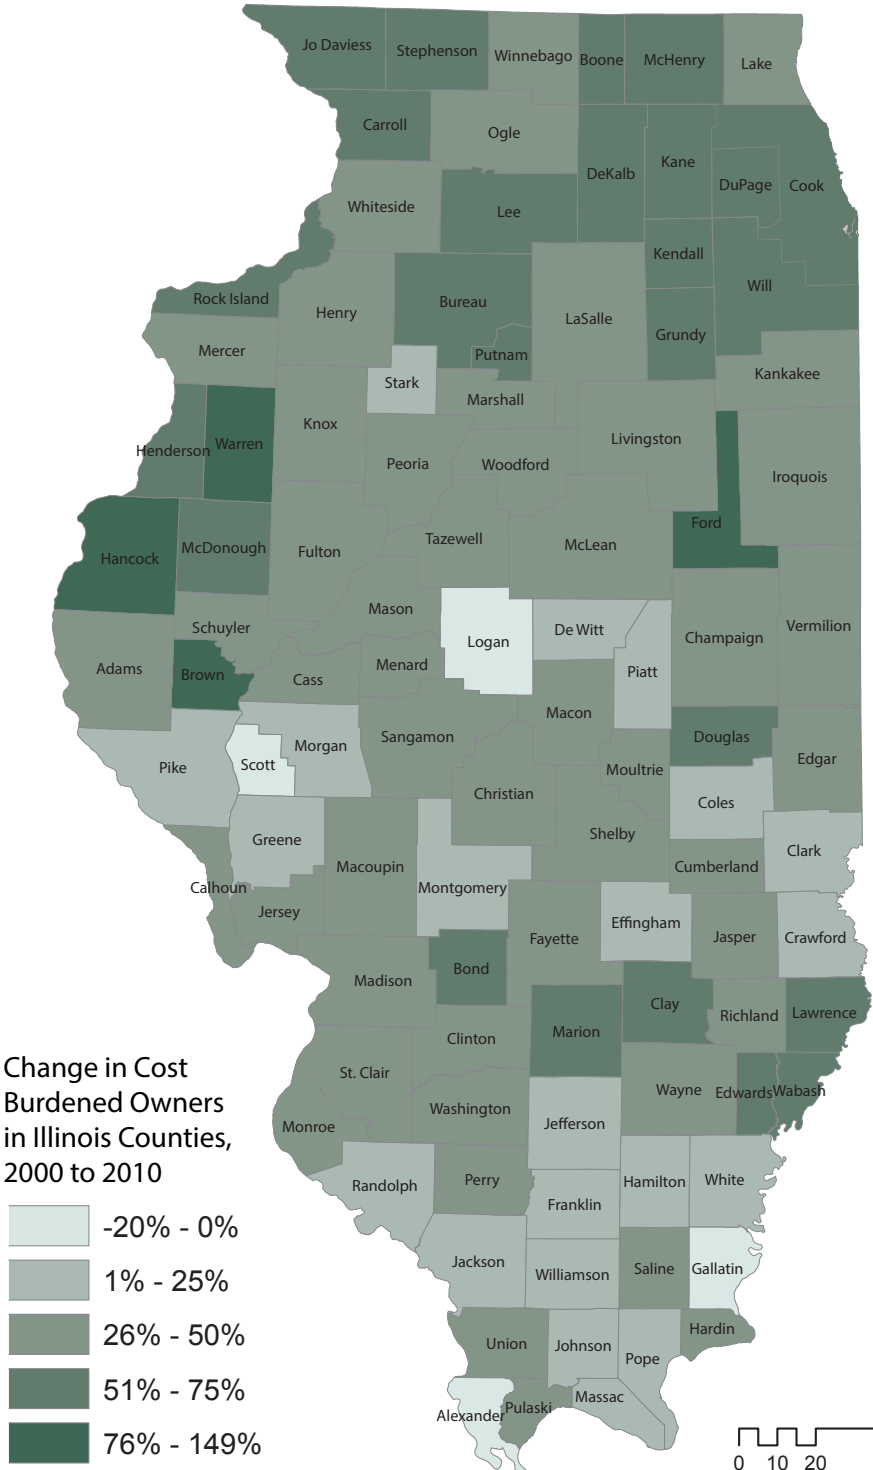 Jo Daviess
Stephenson
Winnebago
Boone
McHenry
Lake
Carroll
Ogle
DeKalb
Kane
DuPage
Cook
Whiteside
Lee
Kendall
Will
Rock Island
Bureau
Henry
LaSalle
Grundy
Mercer
Putnam
Kankakee
Stark
Marshall
Knox
Henderson
Warren
Livingston
Peoria
Woodford
Iroquois
Ford
Hancock
McDonough
Fulton
Tazewell
McLean
Mason
Schuyler
Logan
De Witt
Champaign
Vermilion
Adams
Brown
Cass
Menard
Piatt
Macon
Sangamon
Douglas
Morgan
Scott
Pike
Moultrie
Edgar
Christian
Coles
Greene
Shelby
Macoupin
Cumberland
Clark
Calhoun
Montgomery
Jersey
Effingham
Fayette
Jasper
Crawford
Bond
Madison
Clay
Richland
Lawrence
Marion
Clinton
St. Clair
Wayne
Edwards
Wabash
Washington
Monroe
Jefferson
Randolph
Perry
Hamilton
White
Franklin
Jackson
Williamson
Saline
Gallatin
Union
Johnson
Hardin
Pope
Massac
Alexander
Pulaski
Change in Cost
Burdened Owners
in Illinois Counties,
2000 to 2010
-20% - 0%
1% - 25%
26% - 50%
51% - 75%
76% - 149%
0 10 20